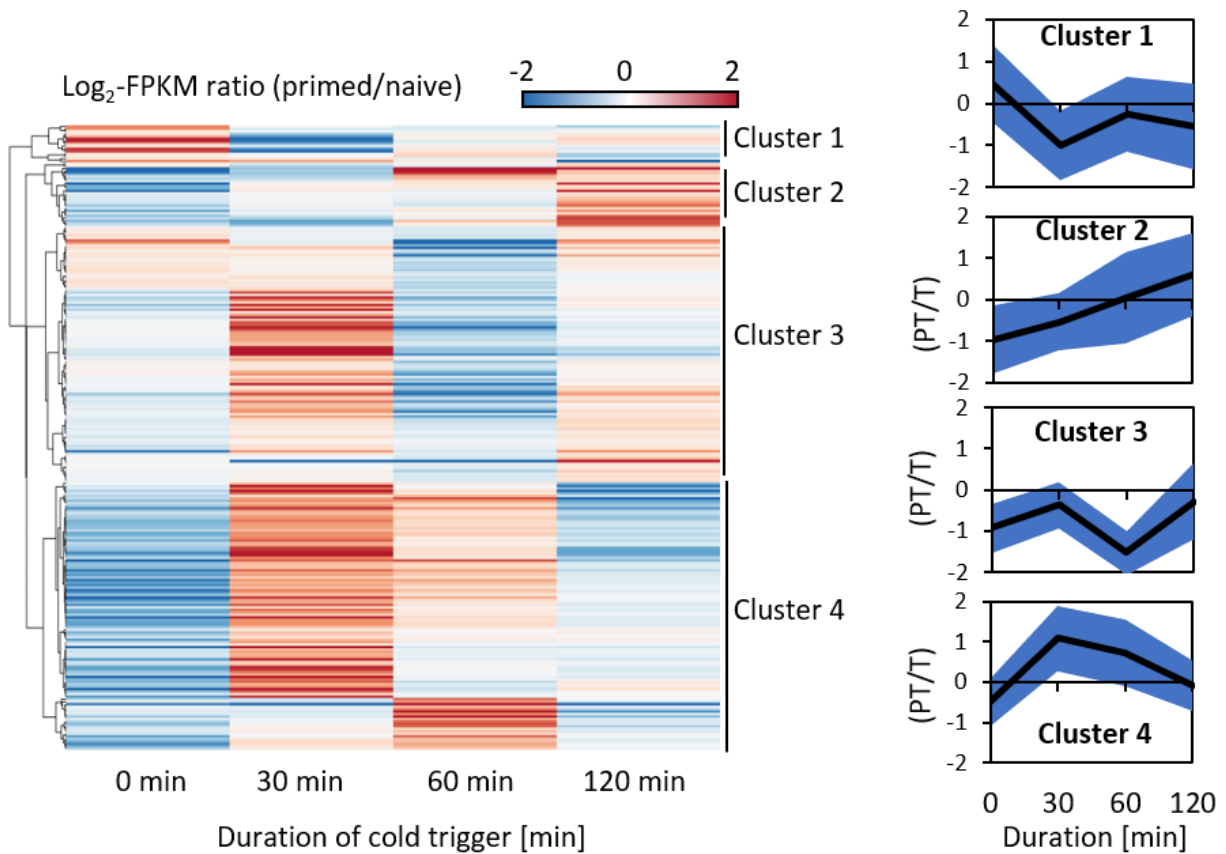 Log₂-FPKM ratio (primed/naive)
-2 0 2
Cluster 1
Cluster 2
Cluster 3
Cluster 4
0 min 30 min 60 min 120 min
Duration of cold trigger [min]
Cluster 1
2
1
0
-1
-2
Cluster 2
(PT/T)
2
1
0
-1
-2
Cluster 3
(PT/T)
2
1
0
-1
-2
Cluster 4
(PT/T)
2
1
0
-1
-2
0 30 60 120
Duration [min]